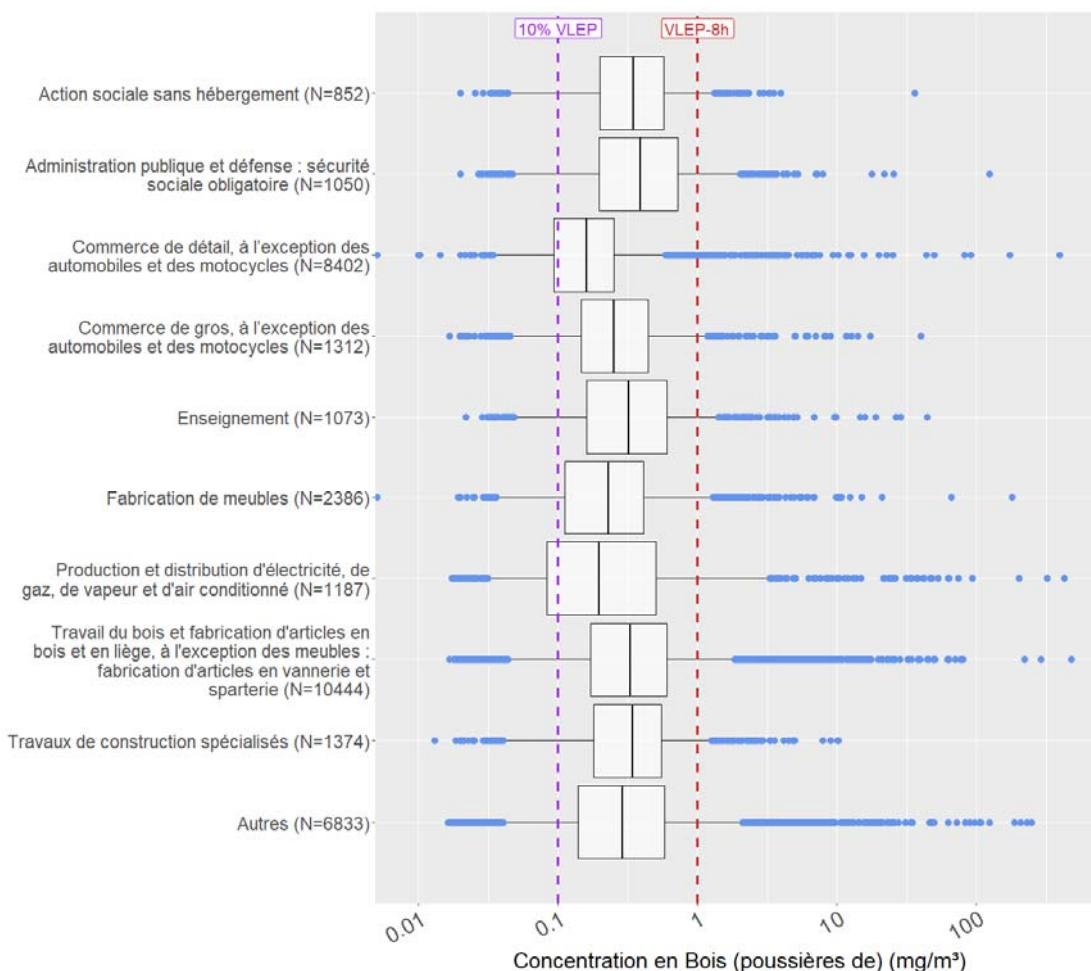 10% VLEP
VLEP-8h
Action sociale sans hébergement (N=852)
Administration publique et défense : sécurité
sociale obligatoire (N=1050)
Commerce de détail, à l'exception des
automobiles et des motocycles (N=8402)
Commerce de gros, à l'exception des
automobiles et des motocycles (N=1312)
Enseignement (N=1073)
Fabrication de meubles (N=2386)
Production et distribution d'électricité, de
gaz, de vapeur et d'air conditionné (N=1187)
Travail du bois et fabrication d'articles en
bois et en liège, à l'exception des meubles :
fabrication d'articles en vannerie et
sparterie (N=10444)
Travaux de construction spécialisés (N=1374)
Autres (N=6833)
0.01
0.1
1
10
100
Concentration en Bois (poussières de) (mg/m³)